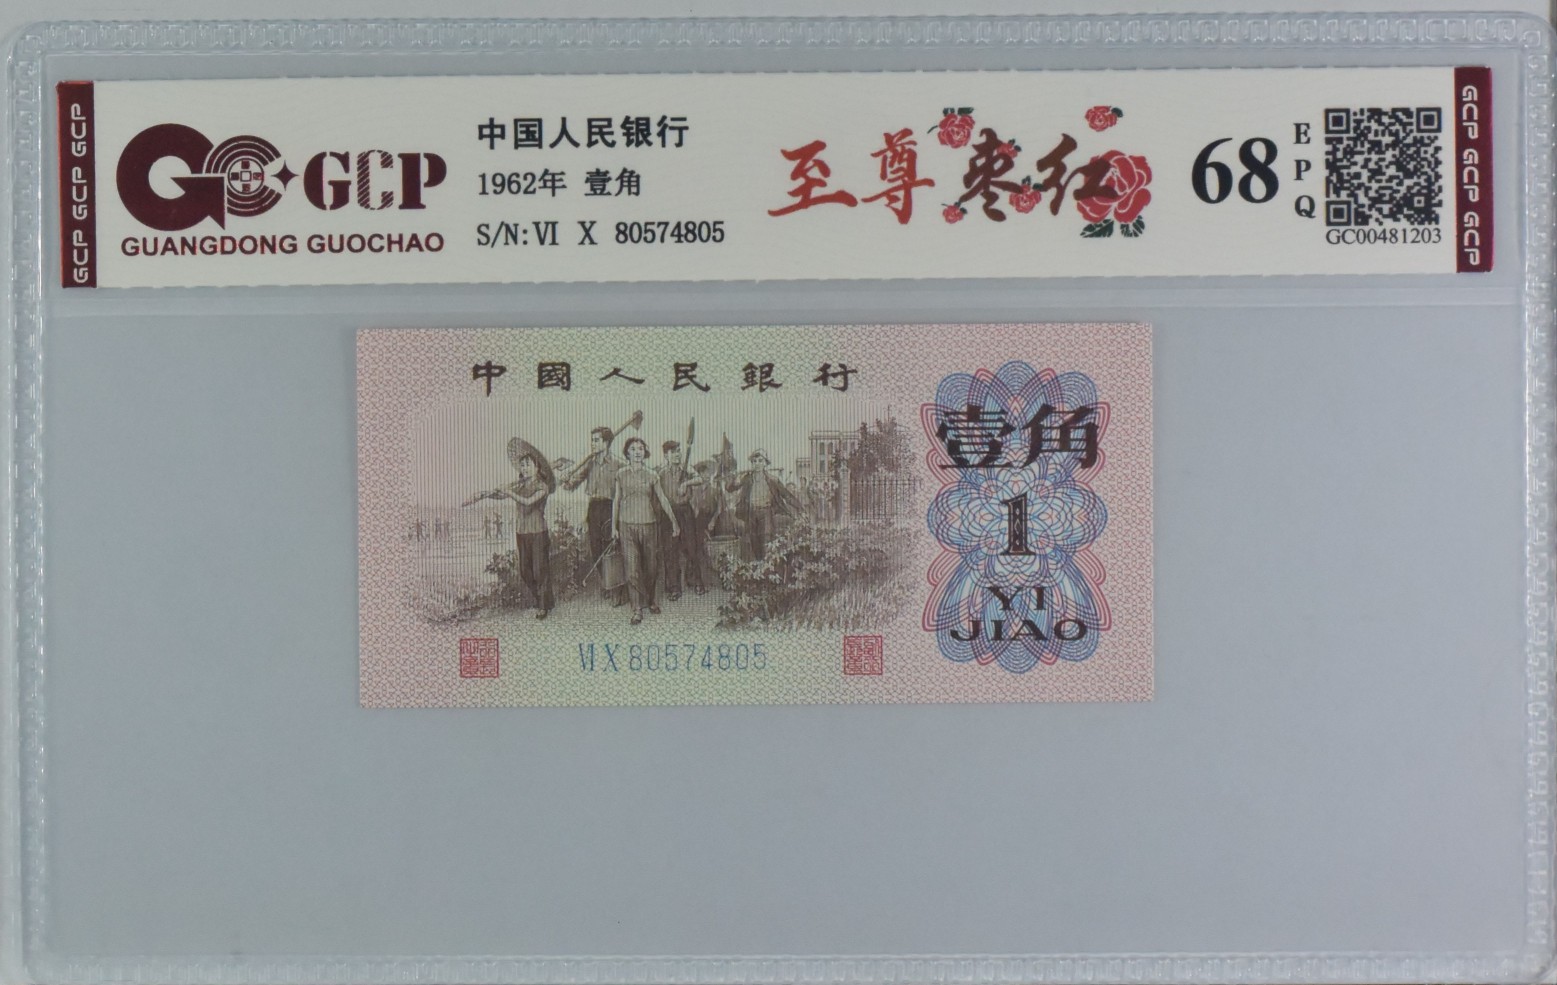 GCP GCP GCP
GCP
GUANGDONG GUOCHAO
中国人民银行
1962年 壹角
S/N: Ⅵ Ⅹ 80574805
至尊枣红
68
EPQ
GC00481203
GCP GCP GCP
中國人民銀行
壹角
1
YI
JIAO
ⅥⅩ80574805